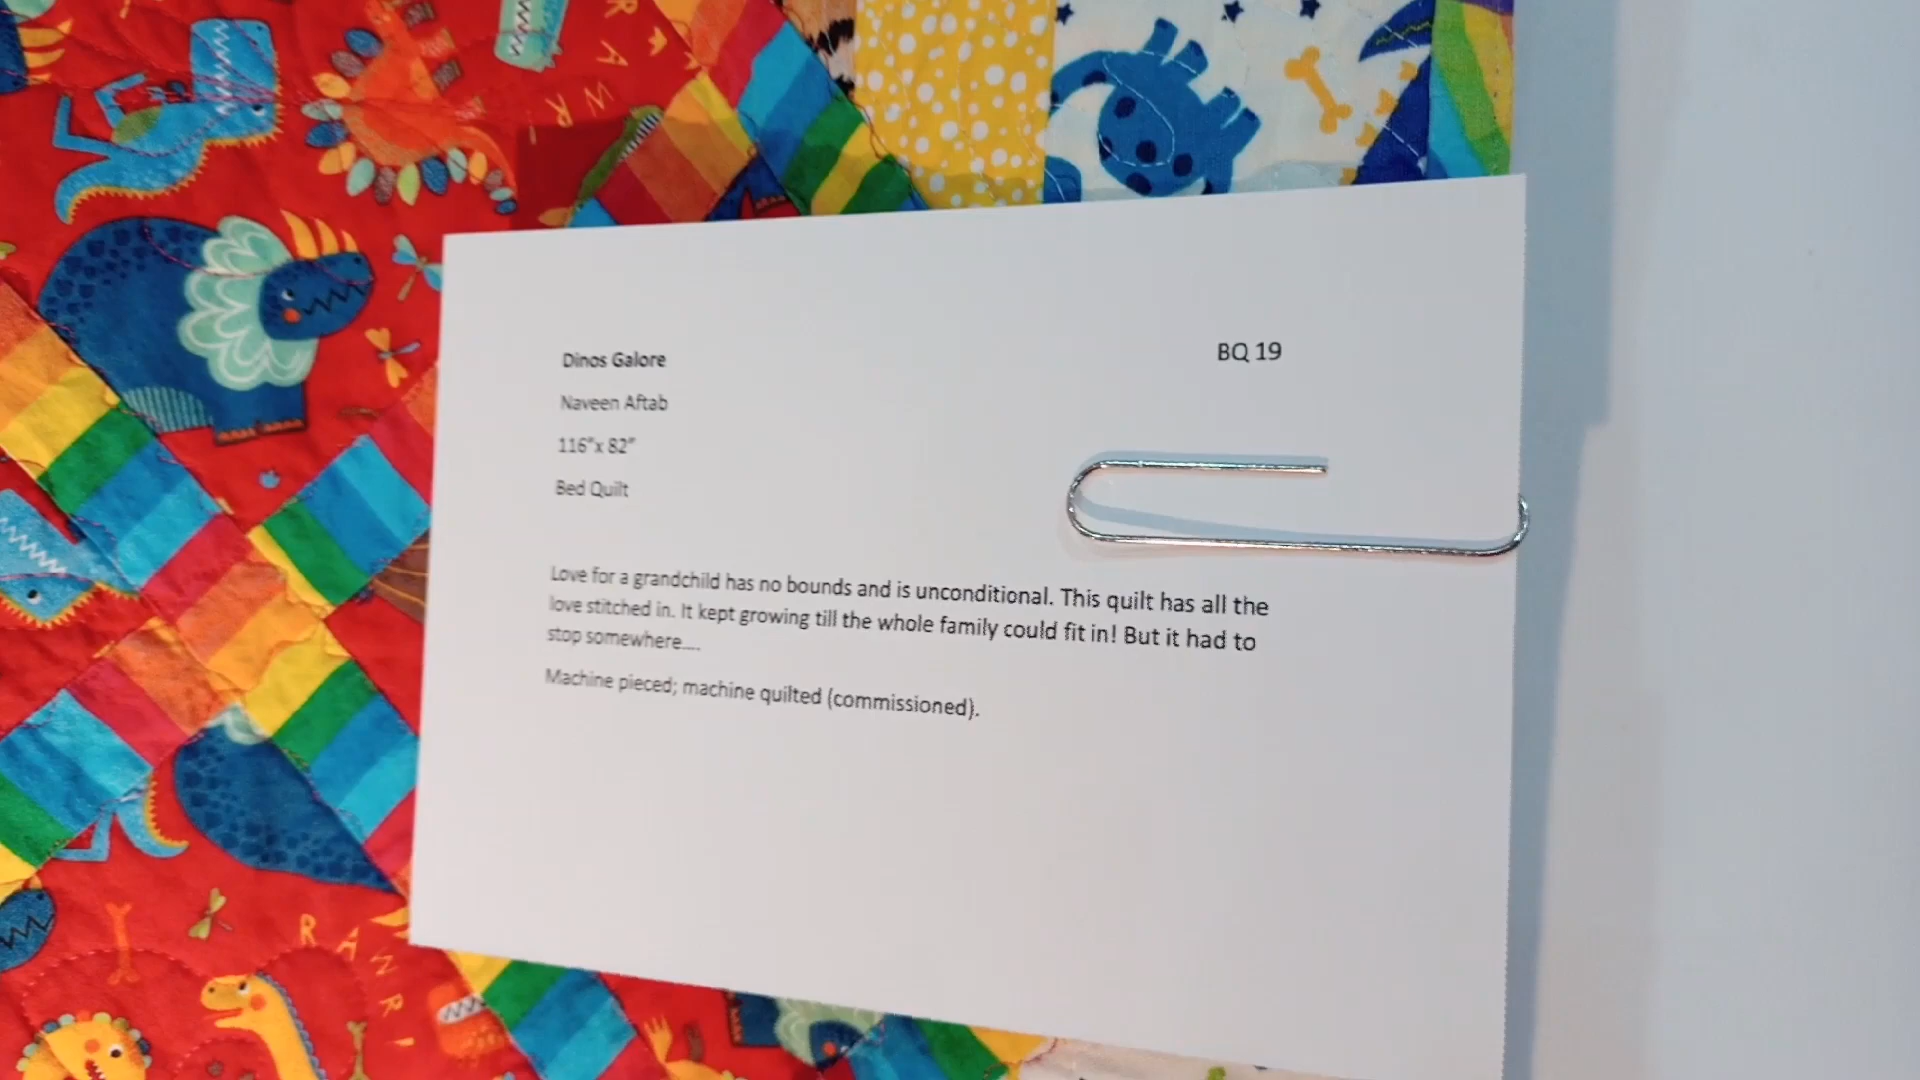 RAWR
Dinos Galore
BQ 19
Naveen Aftab
116”x 82”
Bed Quilt
Love for a grandchild has no bounds and is unconditional. This quilt has all the
love stitched in. It kept growing till the whole family could fit in! But it had to
stop somewhere....
Machine pieced; machine quilted (commissioned).
RAWR!